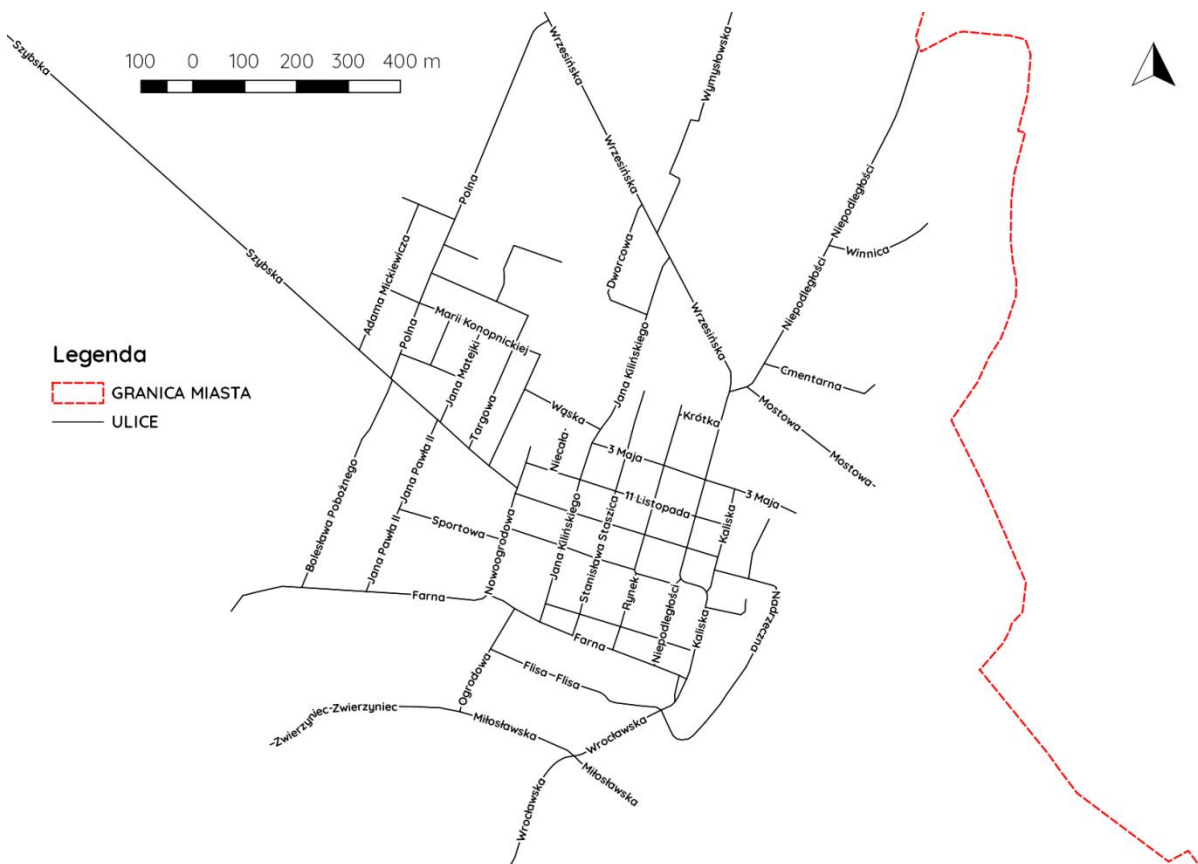 Szybska
100 0 100 200 300 400 m
Wrzesińska
Wymysłowska
Wrzesińska
Polna
Niepodległości
Adama Mickiewicza
Dworcowa
Winnica
Szybska
Niepodległości
Marii Konopnickiej
Polna
Wrzesińska
Jana Kilińskiego
Legenda
GRANICA MIASTA
ULICE
Jana Matejki
Cmentarna
Targowa
Wąska
Krótka
Mostowa
Niecała
3 Maja
Mostowa
Bolesława Pobożnego
Jana Pawła II
11 Listopada
3 Maja
Sportowa
Nowoogrodowa
Jana Kilińskiego
Stanisława Staszica
Kaliska
Jana Pawła II
Farna
Rynek
Niepodległości
Kaliska
Nadrzeczna
Farna
Flisa
Flisa
Ogrodowa
Zwierzyniec
Zwierzyniec
Miłosławska
Wrocławska
Miłosławska
Wrocławska